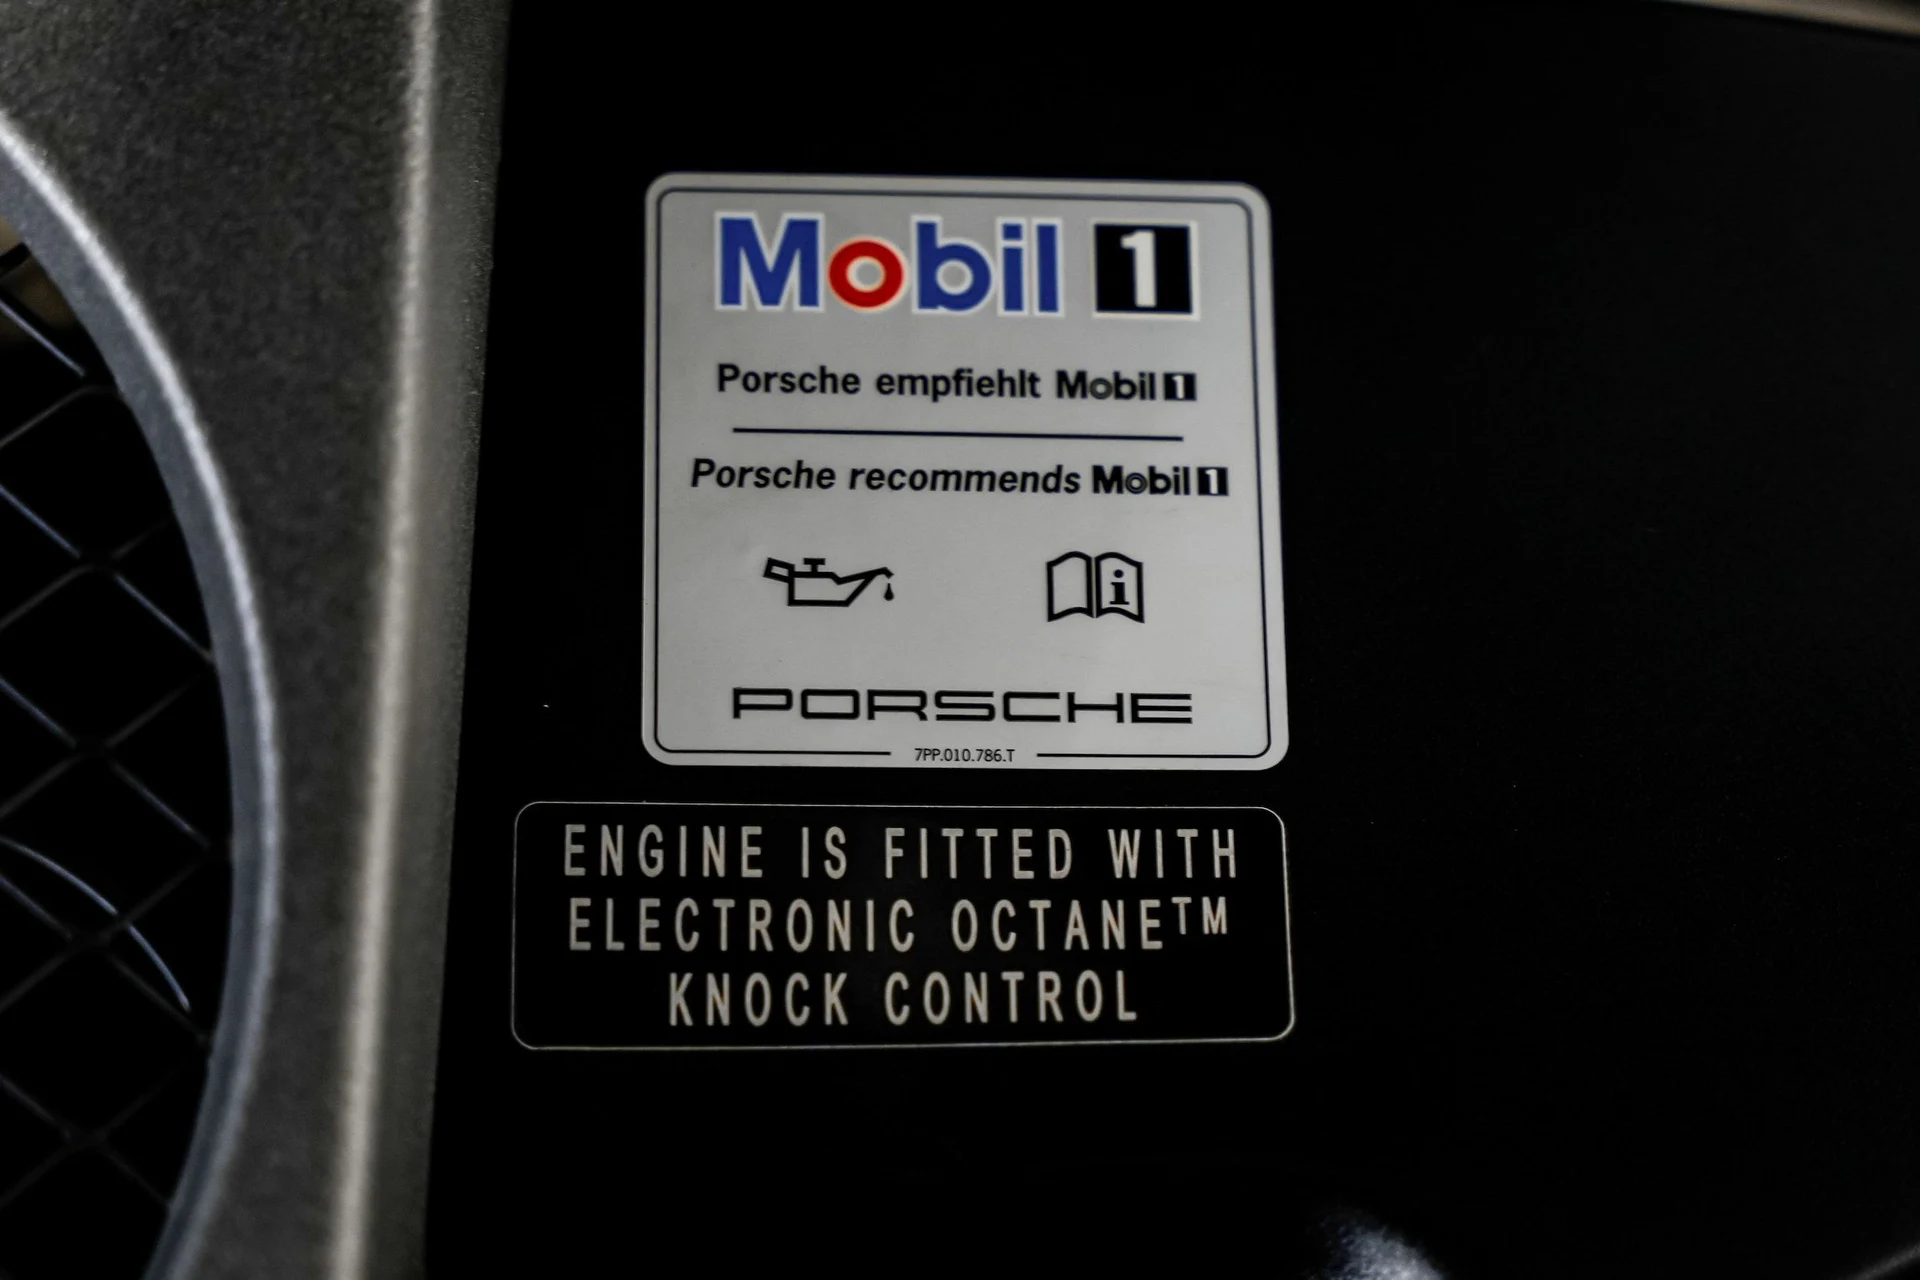 Mobil 1
Porsche empfiehlt Mobil 1
Porsche recommends Mobil 1
i
PORSCHE
7PP.010.786.T
ENGINE IS FITTED WITH
ELECTRONIC OCTANE™
KNOCK CONTROL